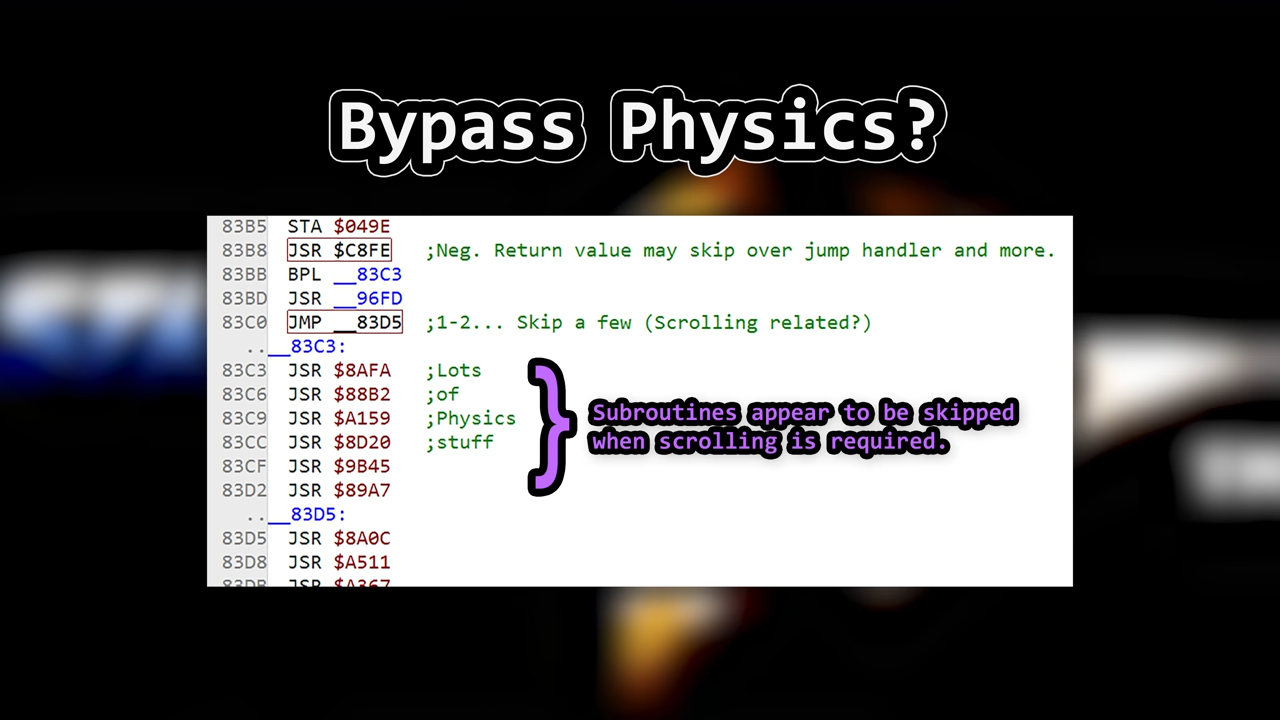 Bypass Physics?
83B5 STA $049E
83B8 JSR $C8FE ;Neg. Return value may skip over jump handler and more.
83BB BPL __83C3
83BD JSR __96FD
83C0 JMP __83D5 ;1-2... Skip a few (Scrolling related?)
..__83C3:
83C3 JSR $8AFA ;Lots
83C6 JSR $88B2 ;of
83C9 JSR $A159 ;Physics
83CC JSR $8D20 ;stuff
83CF JSR $9B45
83D2 JSR $89A7
}
Subroutines appear to be skipped
when scrolling is required.
..__83D5:
83D5 JSR $8A0C
83D8 JSR $A511
83DB JSR $A367